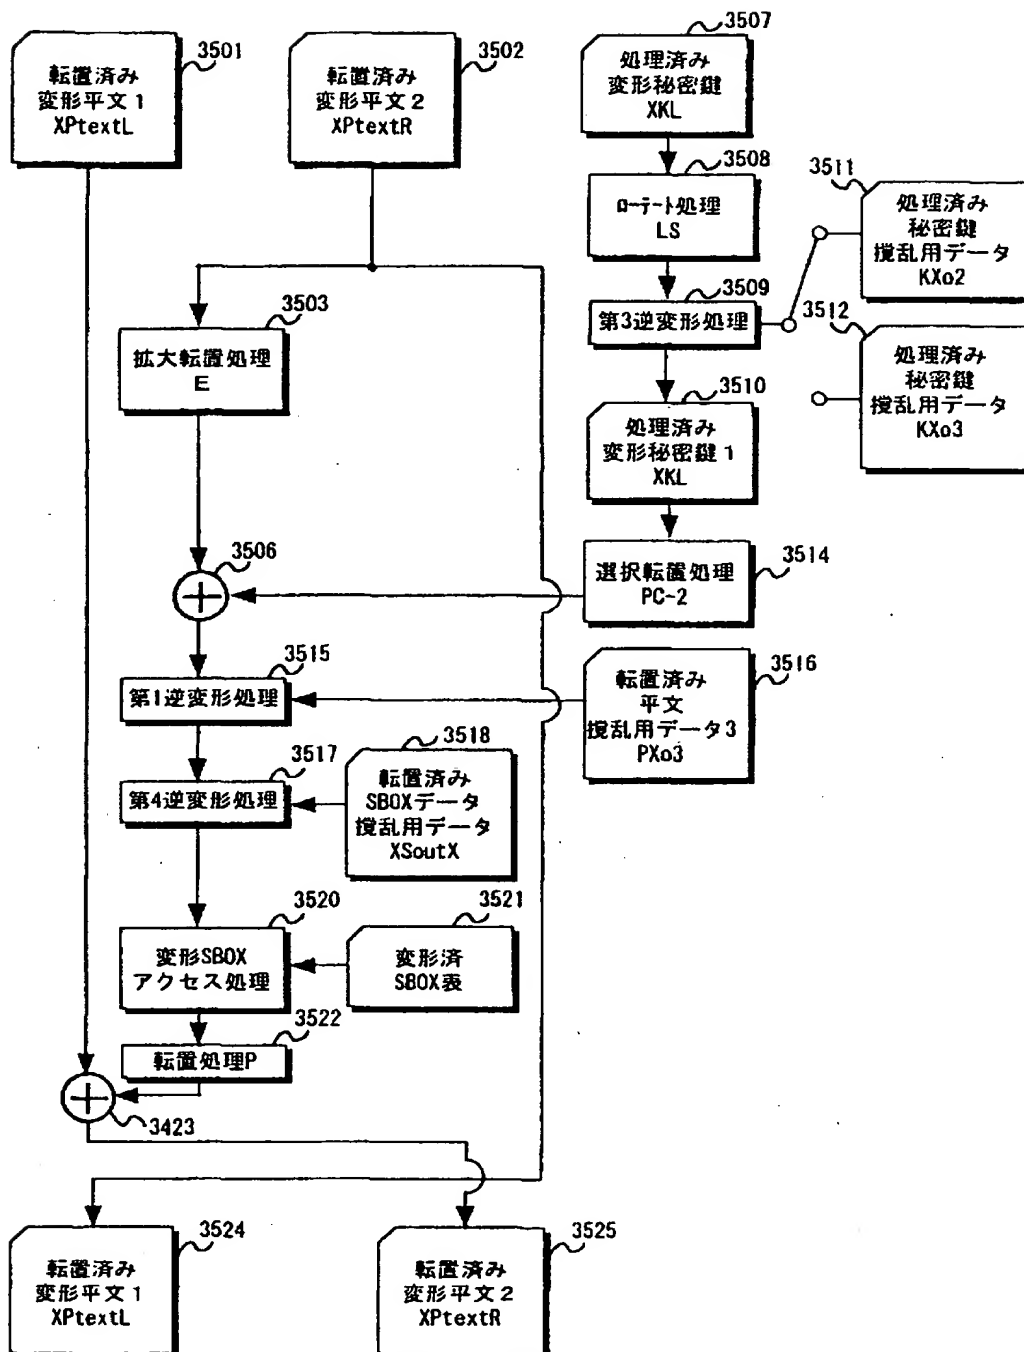 3501
転置済み
変形平文1
XPtextL
3502
転置済み
変形平文2
XPtextR
3507
処理済み
変形秘密鍵
XKL
3508
ローテート処理
LS
3511
処理済み
秘密鍵
撹乱用データ
KXo2
3509
第3逆変形処理
3512
処理済み
秘密鍵
撹乱用データ
KXo3
3503
拡大転置処理
E
3510
処理済み
変形秘密鍵1
XKL
3506
選択転置処理
PC-2
3514
3515
第1逆変形処理
3516
転置済み
平文
撹乱用データ3
PXo3
3517
第4逆変形処理
3518
転置済み
SBOXデータ
撹乱用データ
XSoutX
3520
変形SBOX
アクセス処理
3521
変形済
SBOX表
3522
転置処理P
3423
3524
転置済み
変形平文1
XPtextL
3525
転置済み
変形平文2
XPtextR